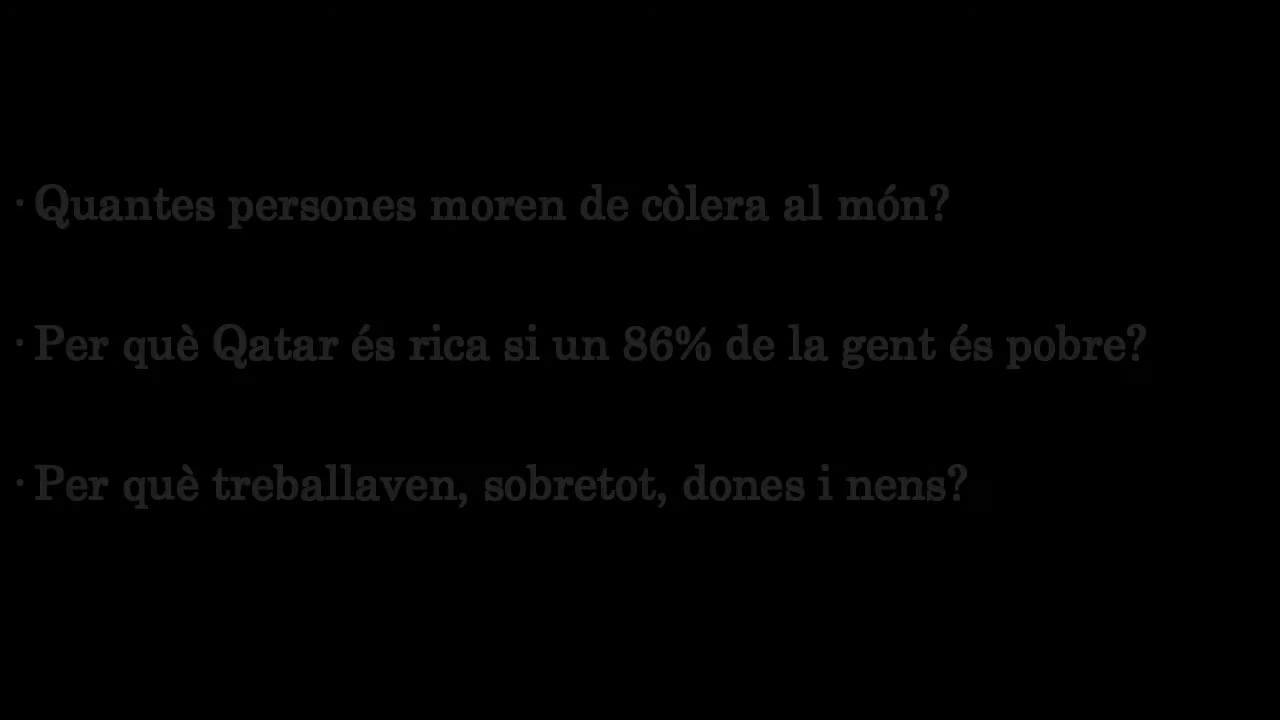 · Quantes persones moren de còlera al món?
· Per què Qatar és rica si un 86% de la gent és pobre?
· Per què treballaven, sobretot, dones i nens?